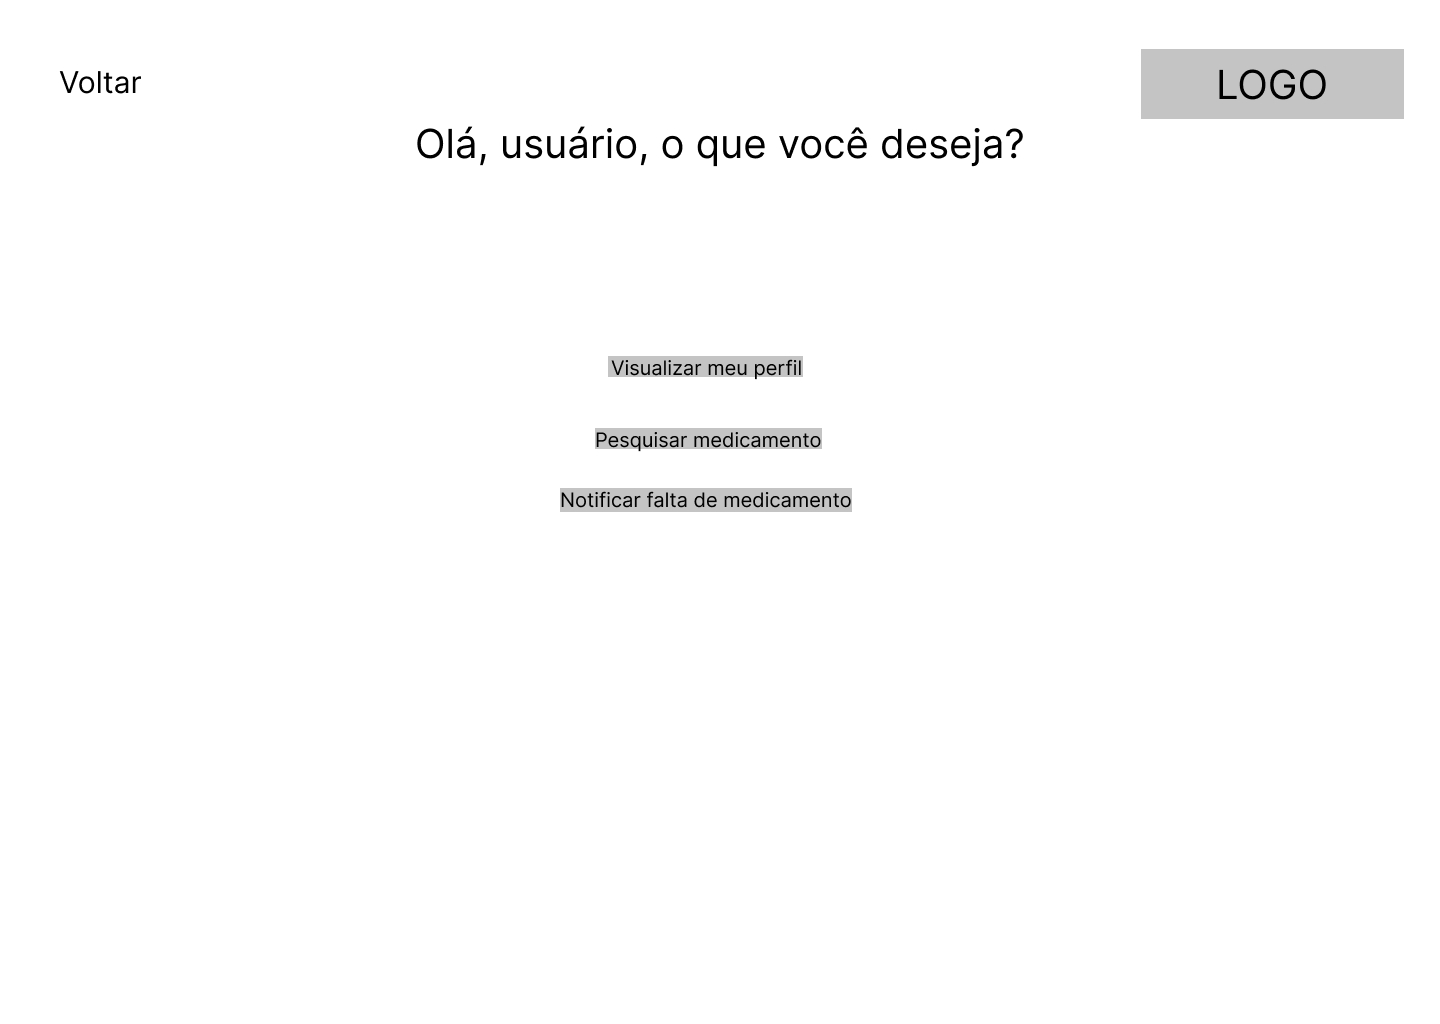 Voltar
LOGO
Olá, usuário, o que você deseja?
Visualizar meu perfil
Pesquisar medicamento
Notificar falta de medicamento